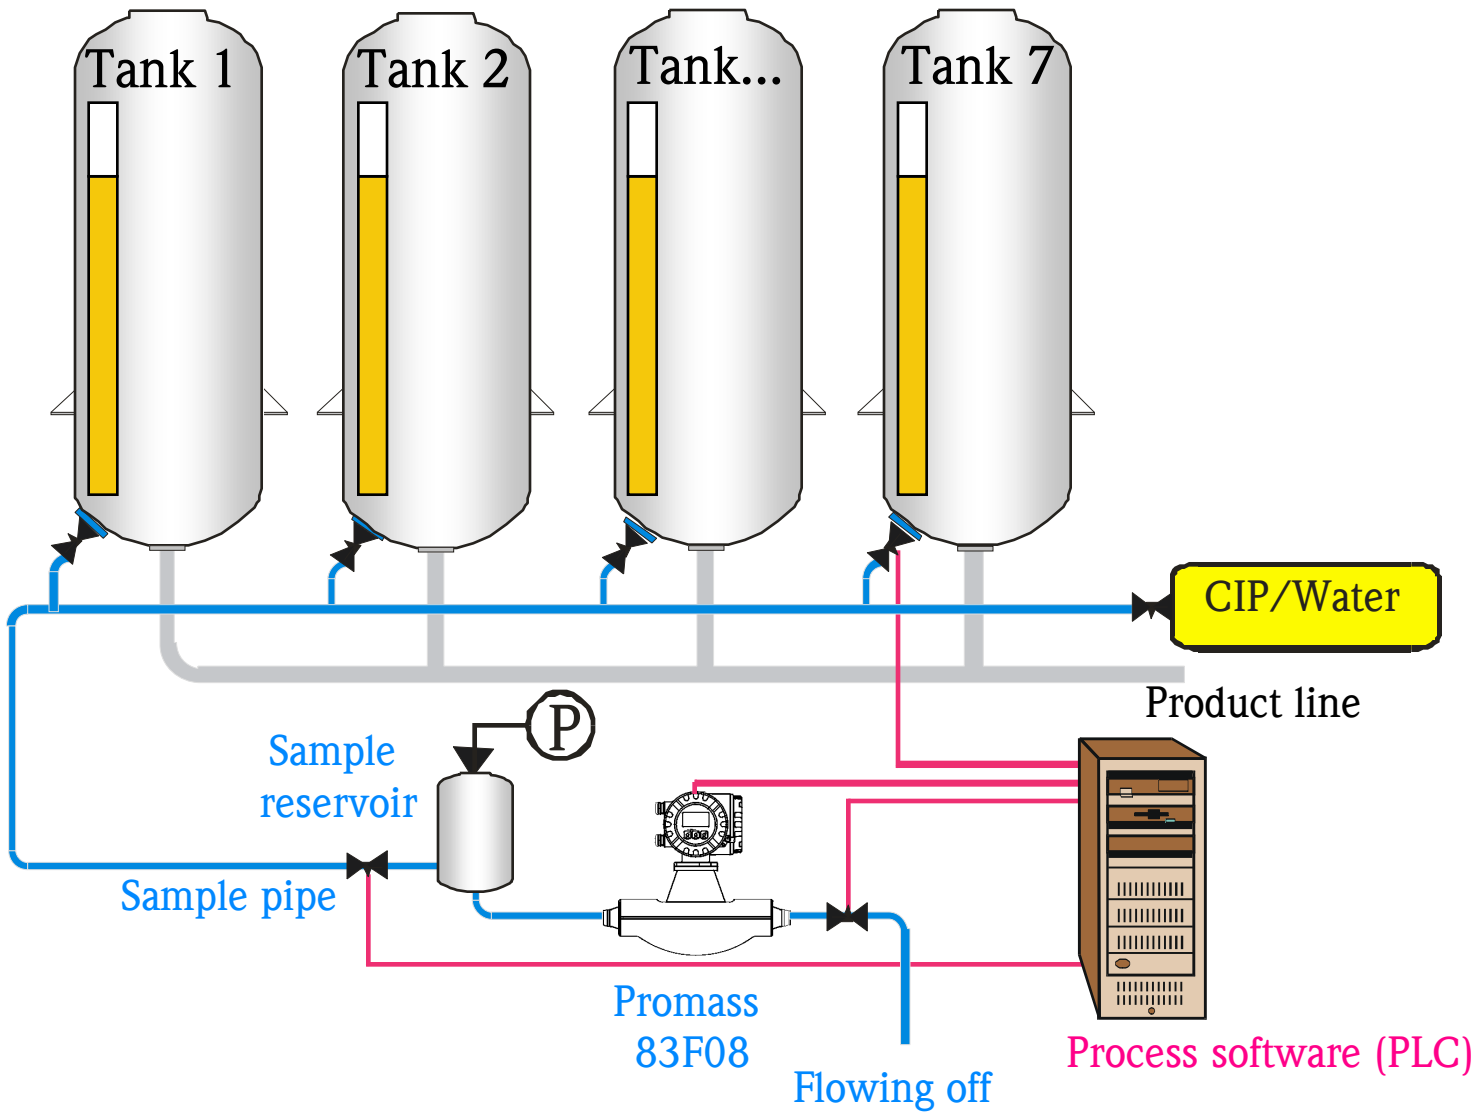 Tank 1
Tank 2
Tank...
Tank 7
CIP/Water
Product line
P
Sample
reservoir
Sample pipe
Promass
83F08
Flowing off
Process software (PLC)